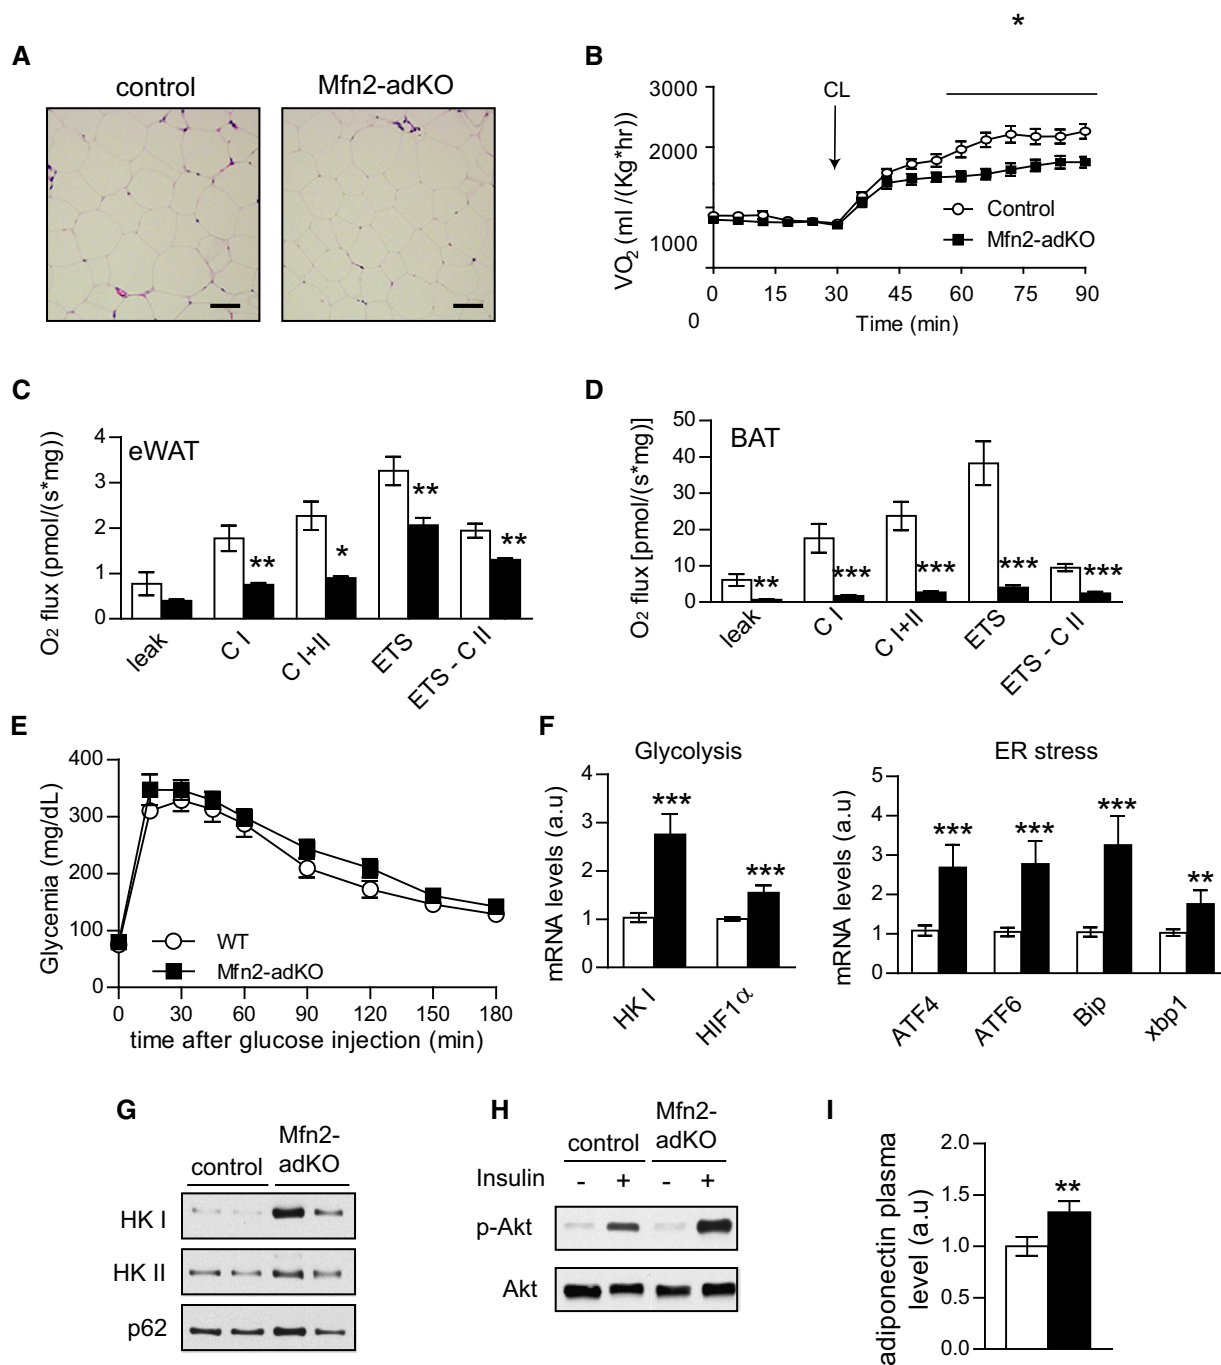 A
control
Mfn2-adKO
B
*
CL
VO2 (ml /(Kg*hr))
3000
2000
1000
0
Control
Mfn2-adKO
0 15 30 45 60 75 90
Time (min)
C
eWAT
O2 flux (pmol/(s*mg))
4
3
2
1
0
** * ** **
leak
C I
C I+II
ETS
ETS - C II
D
BAT
O2 flux [pmol/(s*mg)]
50
40
30
20
10
0
** *** *** *** ***
leak
C I
C I+II
ETS
ETS - C II
E
Glycemia (mg/dL)
400
300
200
100
0
WT
Mfn2-adKO
0 30 60 90 120 150 180
time after glucose injection (min)
F
Glycolysis
mRNA levels (a.u)
4
3
2
1
0
*** ***
HK I
HIF1α
ER stress
mRNA levels (a.u)
5
4
3
2
1
0
*** *** *** **
ATF4
ATF6
Bip
xbp1
G
control
Mfn2-
adKO
HK I
HK II
p62
H
control
Mfn2-
adKO
Insulin - + - +
p-Akt
Akt
I
adiponectin plasma
level (a.u)
2.0
1.5
1.0
0.5
0.0
**